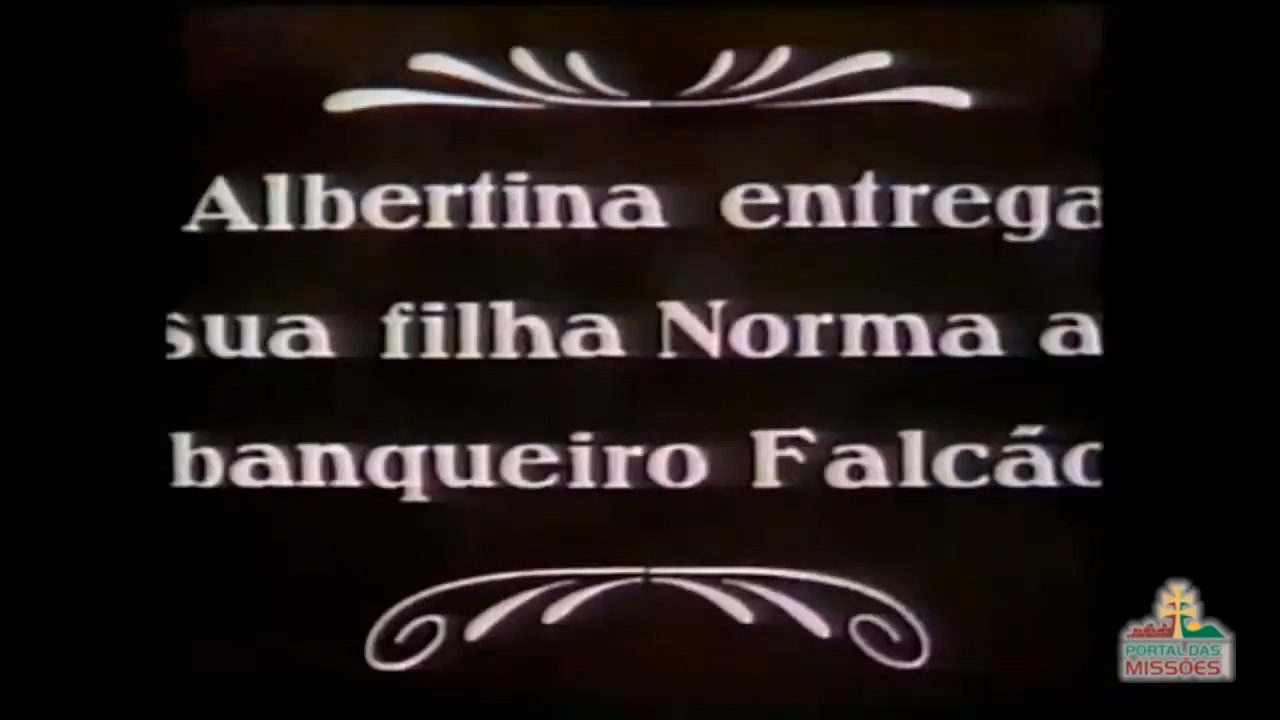 Albertina entrega
sua filha Norma a
banqueiro Falcão
PORTAL DAS
MISSÕES